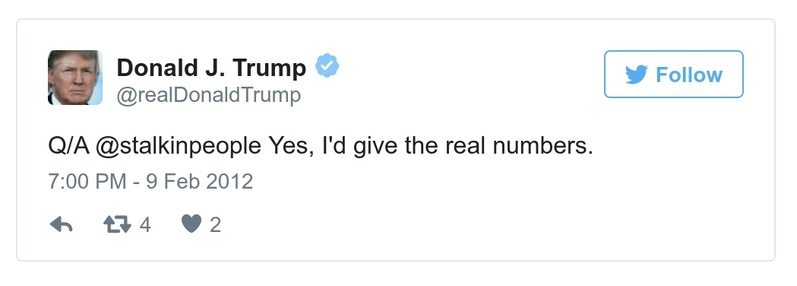 Donald J. Trump
@realDonaldTrump
Follow
Q/A @stalkinpeople Yes, I'd give the real numbers.
7:00 PM - 9 Feb 2012
4 2